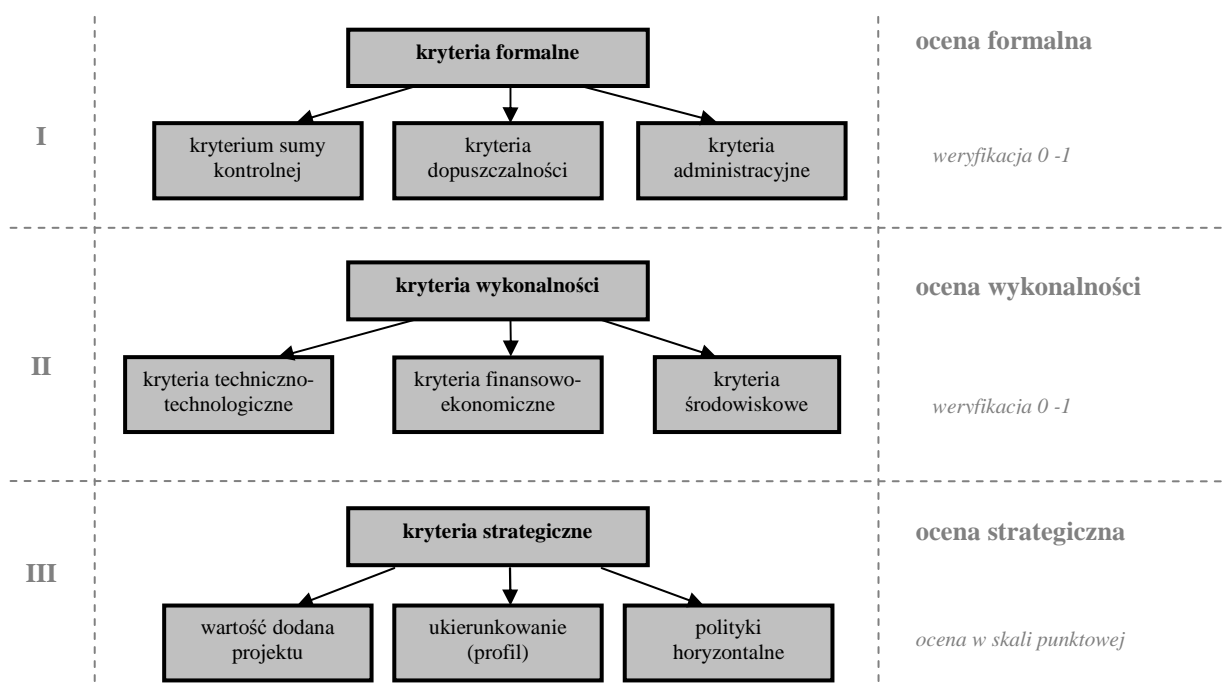 kryteria formalne
ocena formalna
I
kryterium sumy
kontrolnej
kryteria
dopuszczalności
kryteria
administracyjne
weryfikacja 0 -1
kryteria wykonalności
ocena wykonalności
II
kryteria techniczno-
technologiczne
kryteria finansowo-
ekonomiczne
kryteria
środowiskowe
weryfikacja 0 -1
kryteria strategiczne
ocena strategiczna
III
wartość dodana
projektu
ukierunkowanie
(profil)
polityki
horyzontalne
ocena w skali punktowej